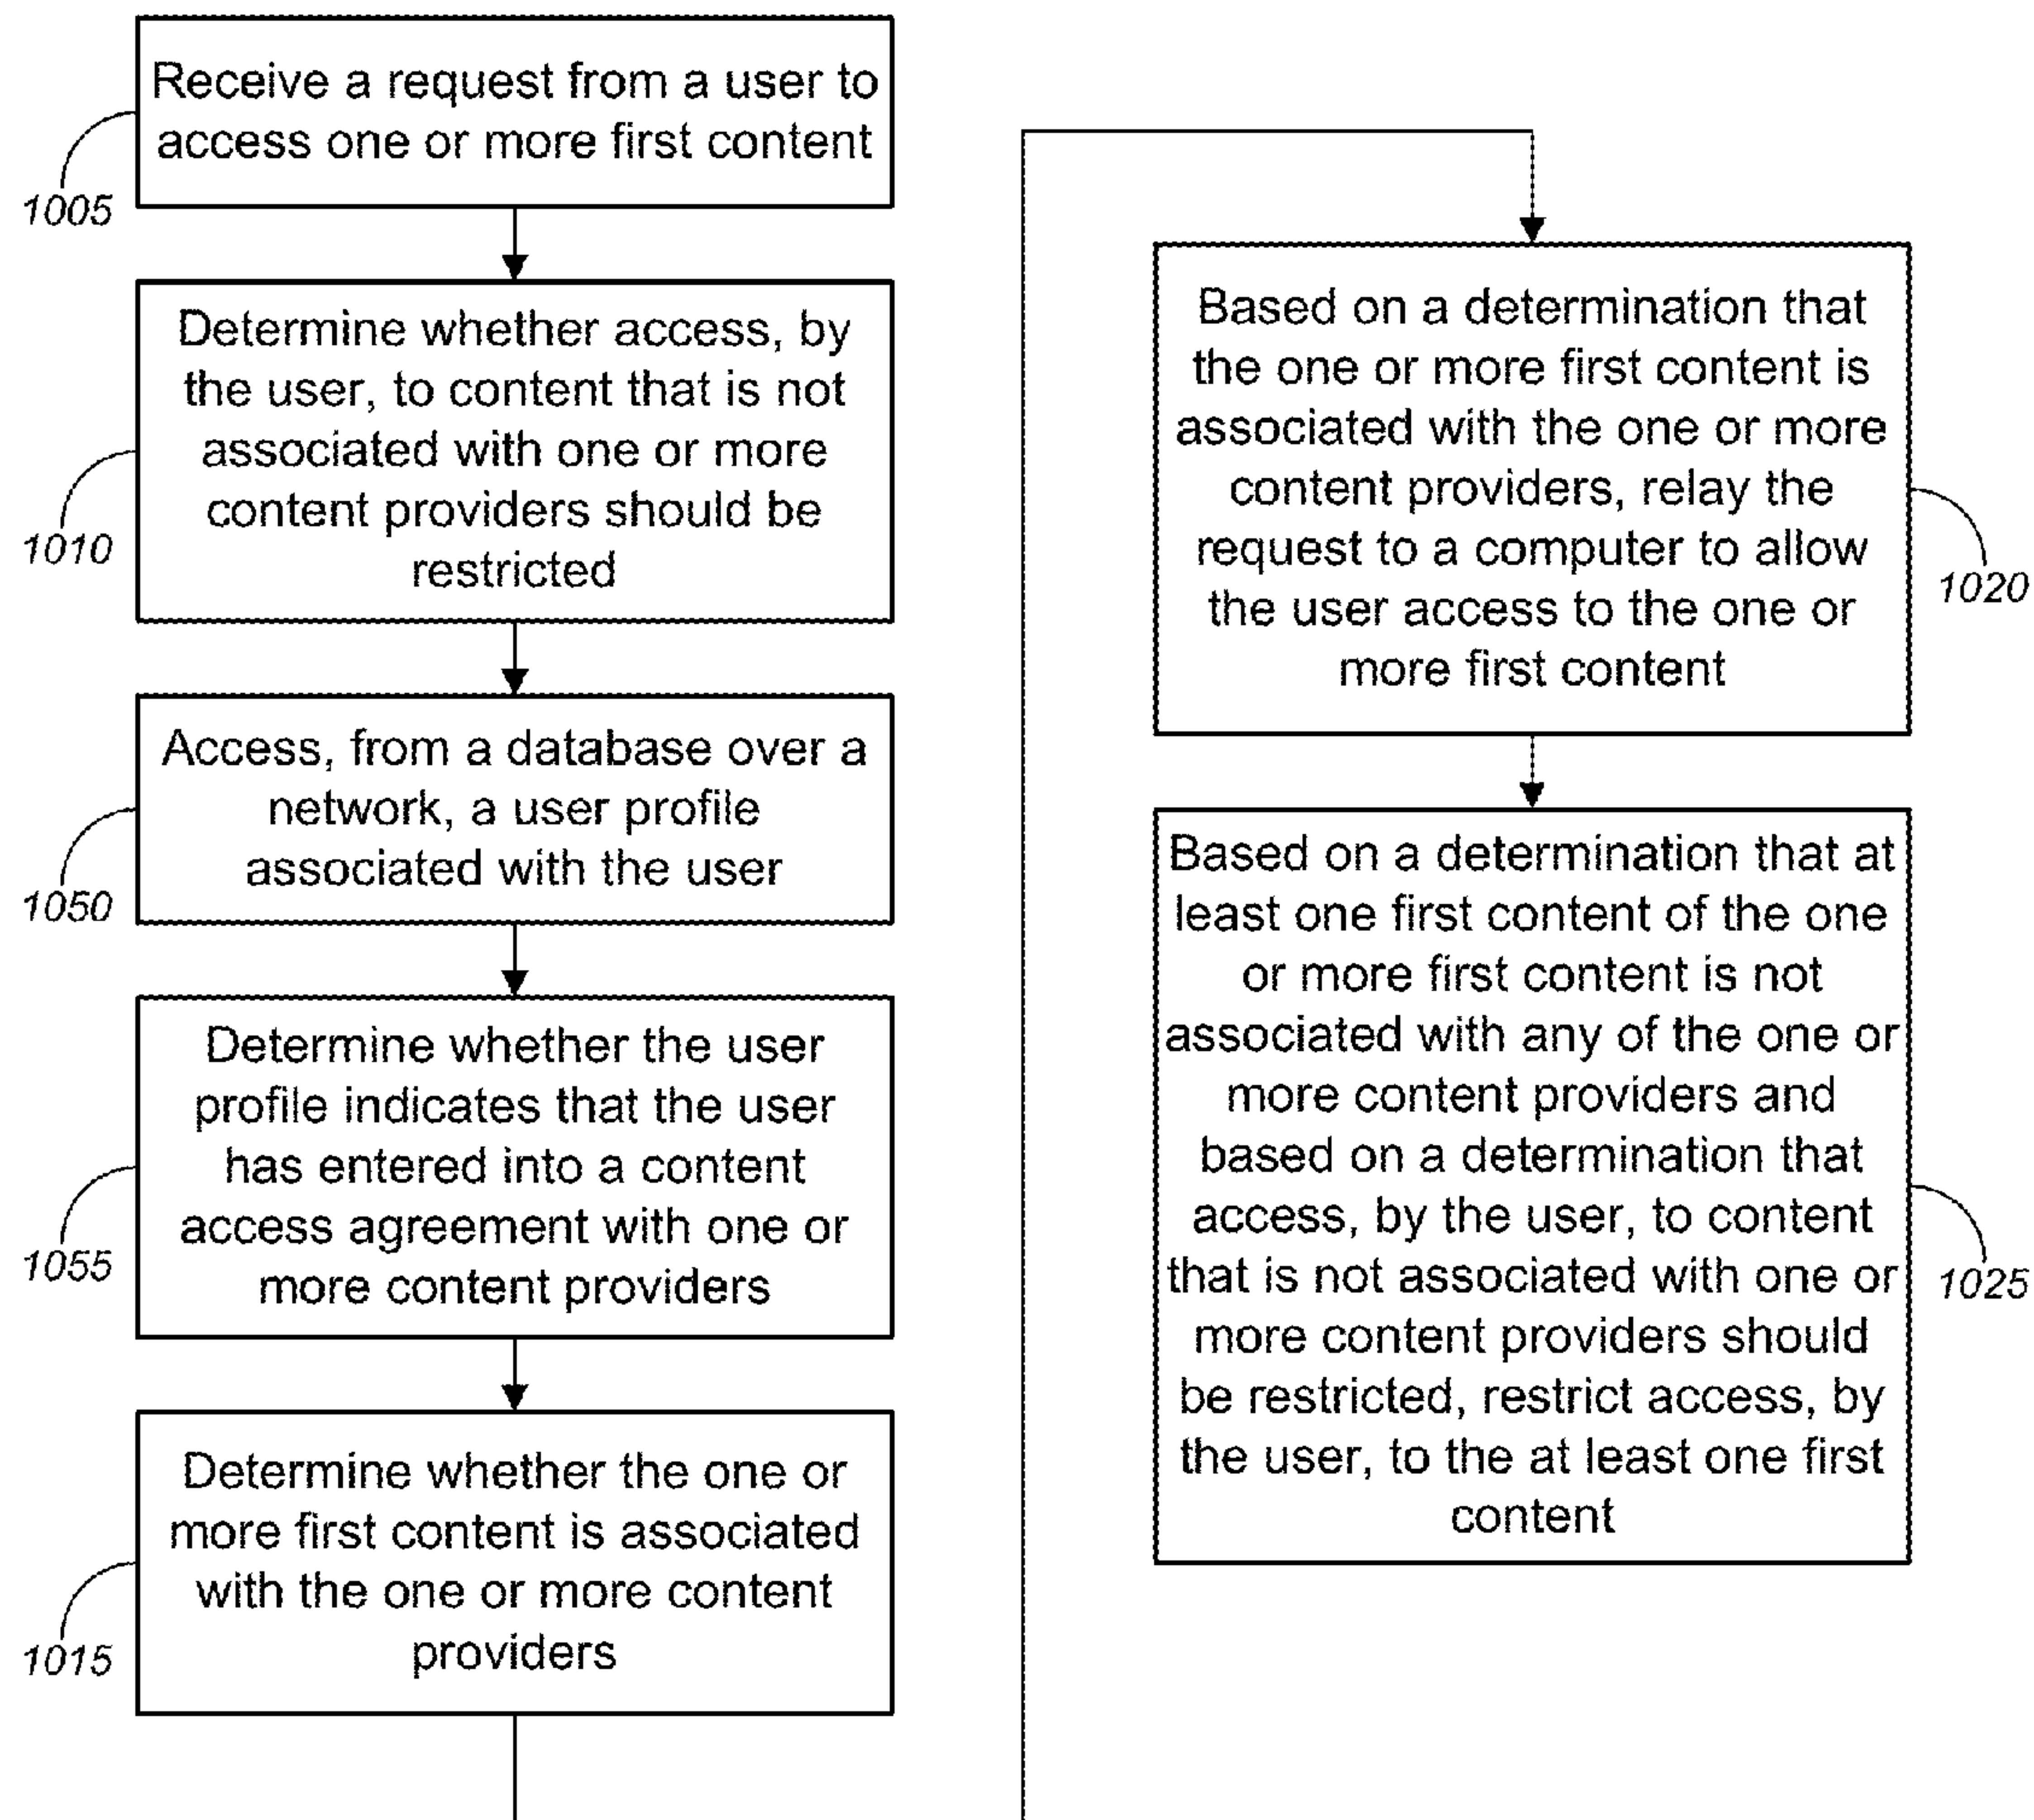 Receive a request from a user to
access one or more first content
1005
Determine whether access, by
the user, to content that is not
associated with one or more
content providers should be
restricted
1010
Access, from a database over a
network, a user profile
associated with the user
1050
Determine whether the user
profile indicates that the user
has entered into a content
access agreement with one or
more content providers
1055
Determine whether the one or
more first content is associated
with the one or more content
providers
1015
Based on a determination that
the one or more first content is
associated with the one or more
content providers, relay the
request to a computer to allow
the user access to the one or
more first content
1020
Based on a determination that at
least one first content of the one
or more first content is not
associated with any of the one or
more content providers and
based on a determination that
access, by the user, to content
that is not associated with one or
more content providers should
be restricted, restrict access, by
the user, to the at least one first
content
1025